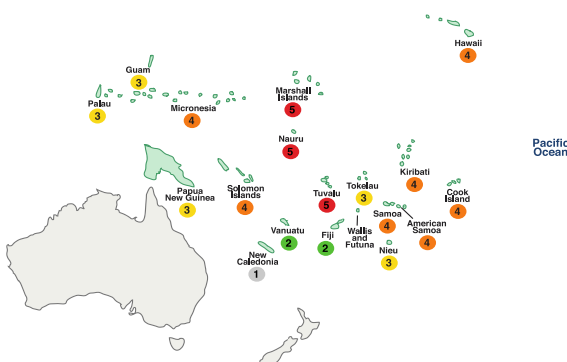 Hawaii
4
Guam
3
Palau
3
Micronesia
4
Marshall
Islands
5
Nauru
5
Pacific
Ocean
Papua
New Guinea
3
Solomon
Islands
4
Tuvalu
5
Tokelau
3
Kiribati
4
Cook
Island
4
Vanuatu
2
Fiji
2
Wallis
and
Futuna
Samoa
4
American
Samoa
4
New
Caledonia
1
Nieu
3